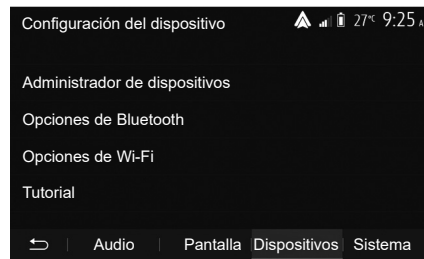 Configuración del dispositivo 27°C 9:25 A
Administrador de dispositivos
Opciones de Bluetooth
Opciones de Wi-Fi
Tutorial
Audio Pantalla Dispositivos Sistema